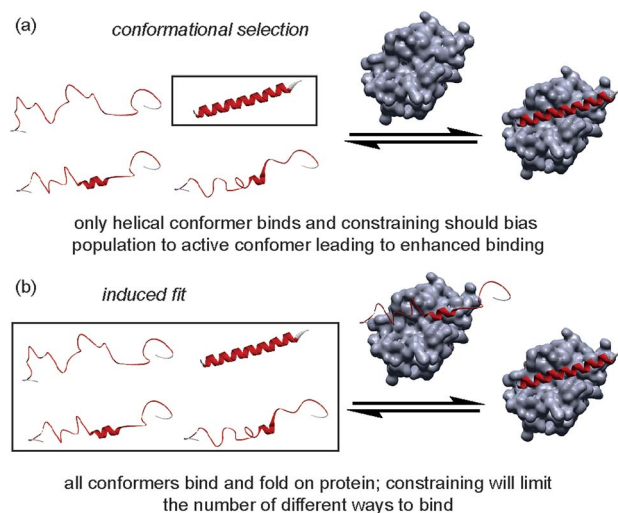 (a)
conformational selection
only helical conformer binds and constraining should bias
population to active confomer leading to enhanced binding
(b)
induced fit
all conformers bind and fold on protein; constraining will limit
the number of different ways to bind